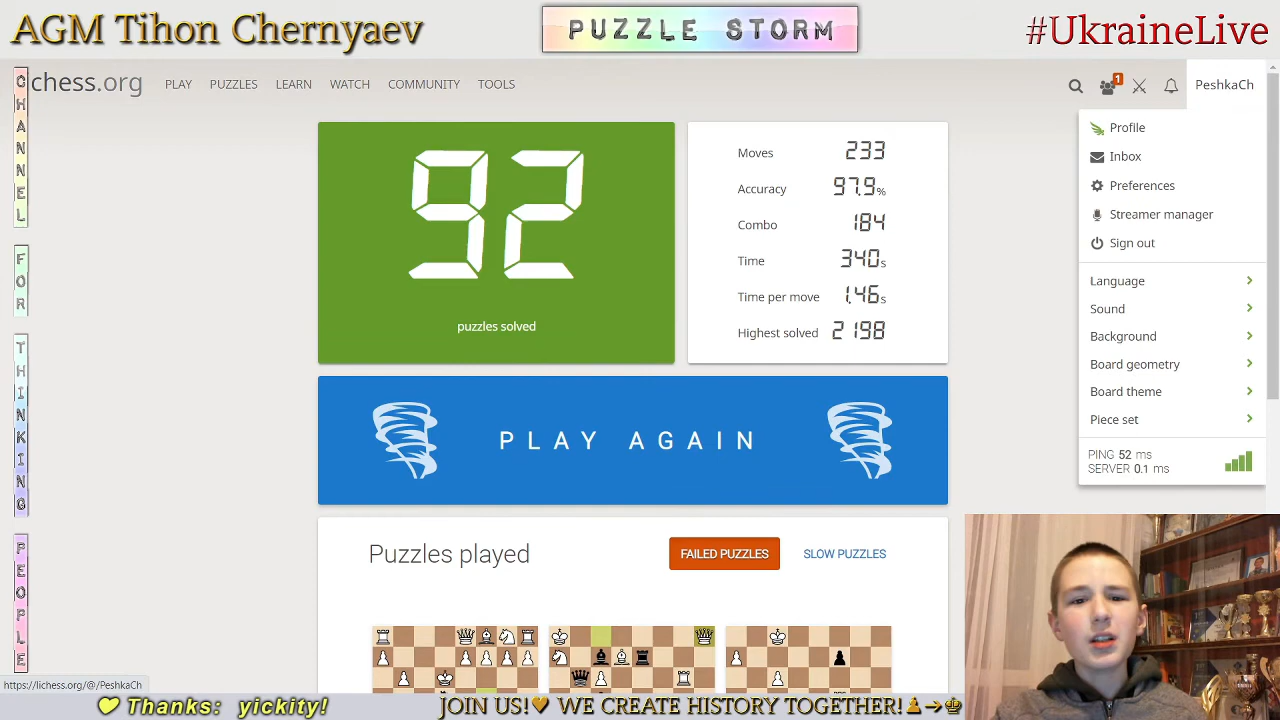 AGM Tihon Chernyaev
PUZZLE STORM
#UkraineLive
CHANNEL FOR THINKING PEOPLE
ichess.org
PLAY PUZZLES LEARN WATCH COMMUNITY TOOLS
1
PeshkaCh
Profile
Inbox
Preferences
Streamer manager
Sign out
Language
Sound
Background
Board geometry
Board theme
Piece set
PING 52 ms
SERVER 0.1 ms
92
puzzles solved
Moves 233
Accuracy 97.9%
Combo 184
Time 340s
Time per move 1.46s
Highest solved 2198
PLAY AGAIN
Puzzles played
FAILED PUZZLES
SLOW PUZZLES
https://lichess.org/@/PeshkaCh
Thanks: yickity!
JOIN US! WE CREATE HISTORY TOGETHER!